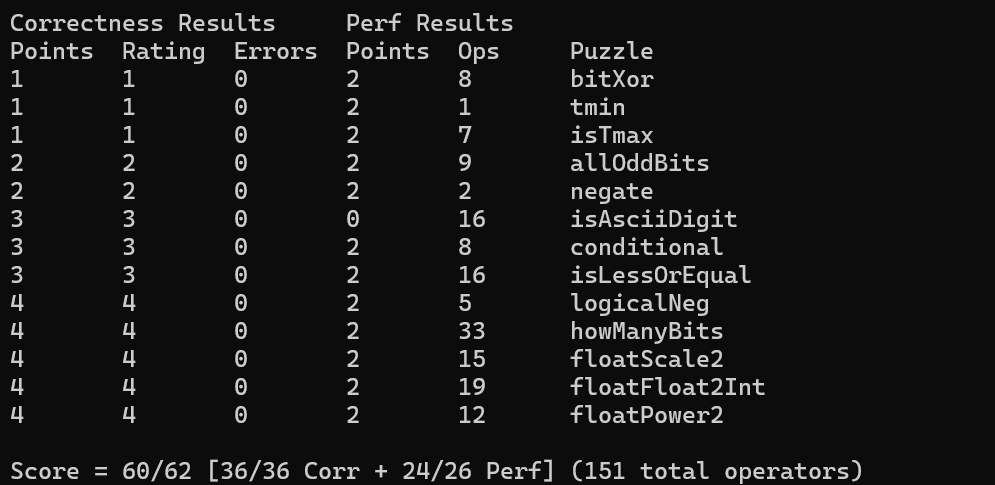 Correctness Results     Perf Results
Points  Rating  Errors  Points  Ops     Puzzle
1       1       0       2       8       bitXor
1       1       0       2       1       tmin
1       1       0       2       7       isTmax
2       2       0       2       9       allOddBits
2       2       0       2       2       negate
3       3       0       0       16      isAsciiDigit
3       3       0       2       8       conditional
3       3       0       2       16      isLessOrEqual
4       4       0       2       5       logicalNeg
4       4       0       2       33      howManyBits
4       4       0       2       15      floatScale2
4       4       0       2       19      floatFloat2Int
4       4       0       2       12      floatPower2

Score = 60/62 [36/36 Corr + 24/26 Perf] (151 total operators)